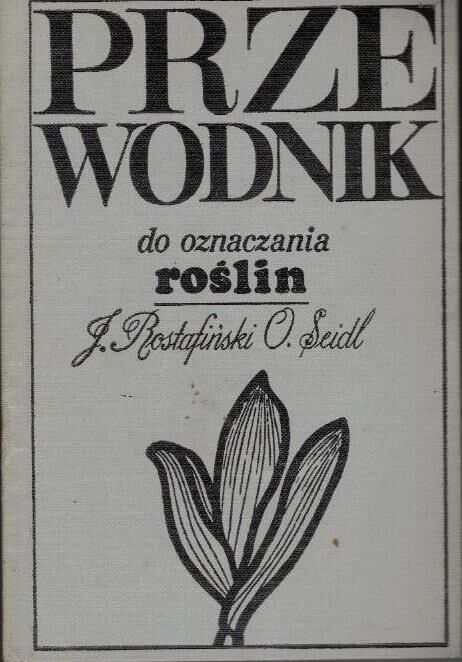 PRZE
WODNIK
do oznaczania
roślin
J. Rostafiński O. Seidl